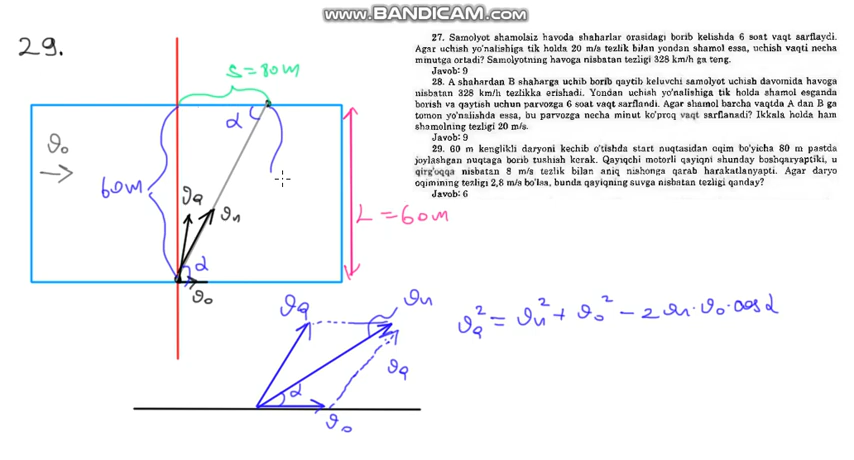 www.BANDICAM.com
29.
27. Samolyot shamolsiz havoda shaharlar orasidagi borib kelishda 6 soat vaqt sarflaydi.
Agar uchish yo'nalishiga tik holda 20 m/s tezlik bilan yondan shamol essa, uchish vaqti necha
minutga ortadi? Samolyotning havoga nisbatan tezligi 328 km/h ga teng.
Javob: 9
28. A shahardan B shaharga uchib borib qaytib keluvchi samolyot uchish davomida havoga
nisbatan 328 km/h tezlikka erishadi. Yondan uchish yo'nalishiga tik holda shamol esganda
borish va qaytish uchun parvozga 6 soat vaqt sarflandi. Agar shamol barcha vaqtda A dan B ga
tomon yo'nalishda essa, bu parvozga necha minut ko'proq vaqt sarflanadi? Ikkala holda ham
shamolning tezligi 20 m/s.
Javob: 9
29. 60 m kenglikli daryoni kechib o'tishda start nuqtasidan oqim bo'yicha 80 m pastda
joylashgan nuqtaga borib tushish kerak. Qayiqchi motorli qayiqni shunday boshqaryaptiki, u
qirg'oqqa nisbatan 8 m/s tezlik bilan aniq nishonga qarab harakatlanyapti. Agar daryo
oqimining tezligi 2,8 m/s bo'lsa, bunda qayiqning suvga nisbatan tezligi qanday?
Javob: 6
S=80m
α
ϑ₀
60m
ϑq
ϑn
L = 60m
α
ϑ₀
ϑq
ϑn
ϑq² = ϑn² + ϑ₀² − 2ϑn·ϑ₀·cosα
ϑq
α
ϑ₀